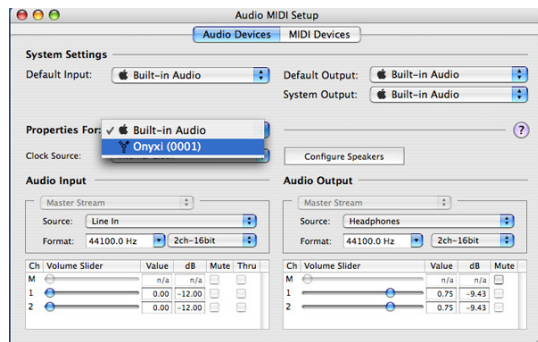 Audio MIDI Setup
Audio Devices MIDI Devices
System Settings
Default Input: Built-in Audio Default Output: Built-in Audio
System Output: Built-in Audio
Properties For: ✓ Built-in Audio ?
Onyxi (0001)
Clock Source: Configure Speakers
Audio Input Audio Output
Master Stream Master Stream
Source: Line In Source: Headphones
Format: 44100.0 Hz 2ch-16bit Format: 44100.0 Hz 2ch-16bit
Ch Volume Slider Value dB Mute Thru Ch Volume Slider Value dB Mute
M n/a n/a M n/a n/a
1 0.00 -12.00 1 0.75 -9.43
2 0.00 -12.00 2 0.75 -9.43